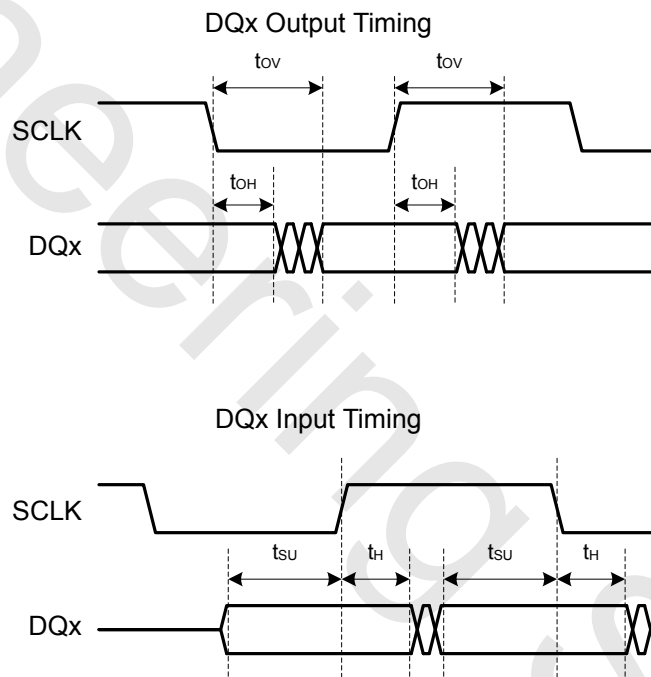 DQx Output Timing
tOV tOV
SCLK
tOH tOH
DQx
DQx Input Timing
SCLK
tSU tH tSU tH
DQx